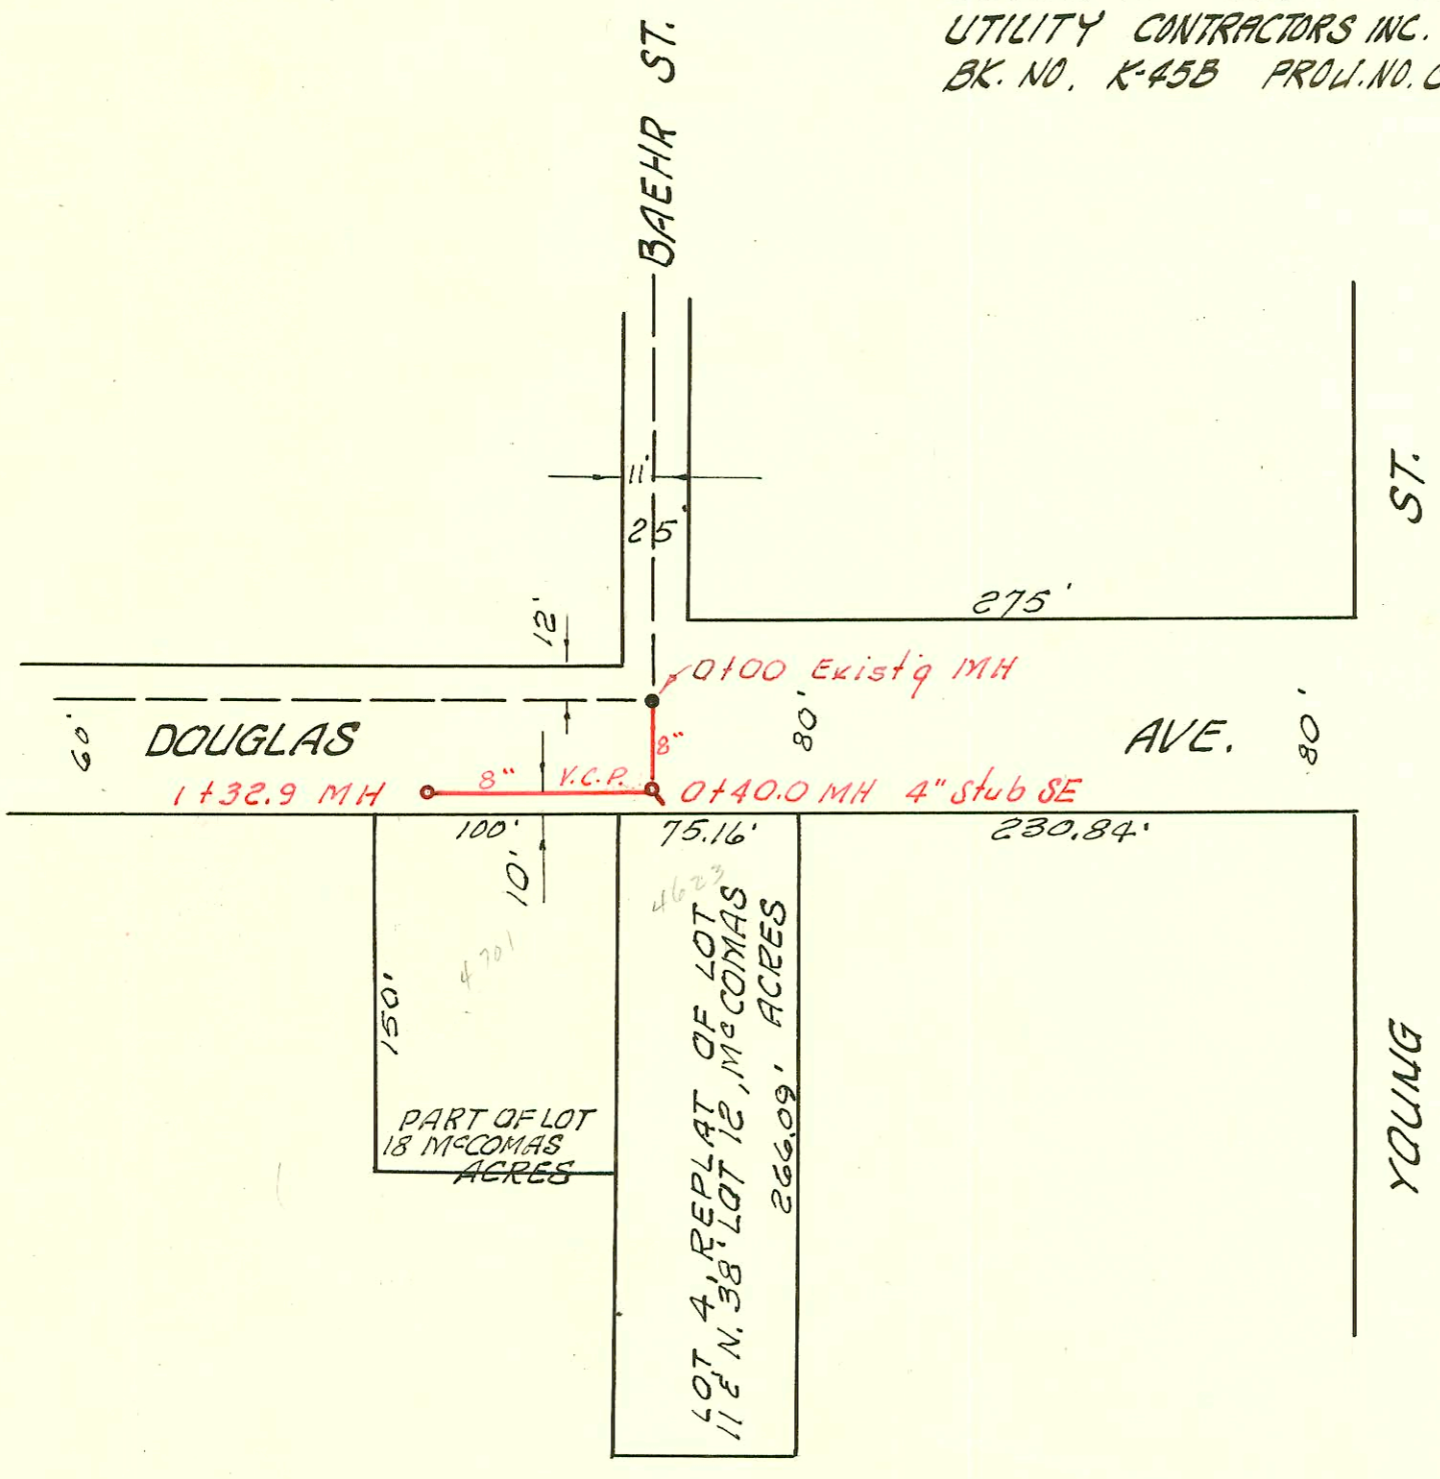 UTILITY CONTRACTORS INC.
BK. NO. K-45B PROJ. NO.
BAEHR ST.
11'
25'
ST.
275'
12'
0+00 Exist'g MH
60'
DOUGLAS
8"
80'
AVE.
80'
1+32.9 MH
8" V.C.P.
0+40.0 MH 4" Stub SE
100'
75.16'
230.84'
10'
4623
4701
150'
PART OF LOT
18 McCOMAS
ACRES
LOT 4, REPLAT OF LOT
11 & N. 38' LOT 12, McCOMAS
ACRES
266.09'
YOUNG